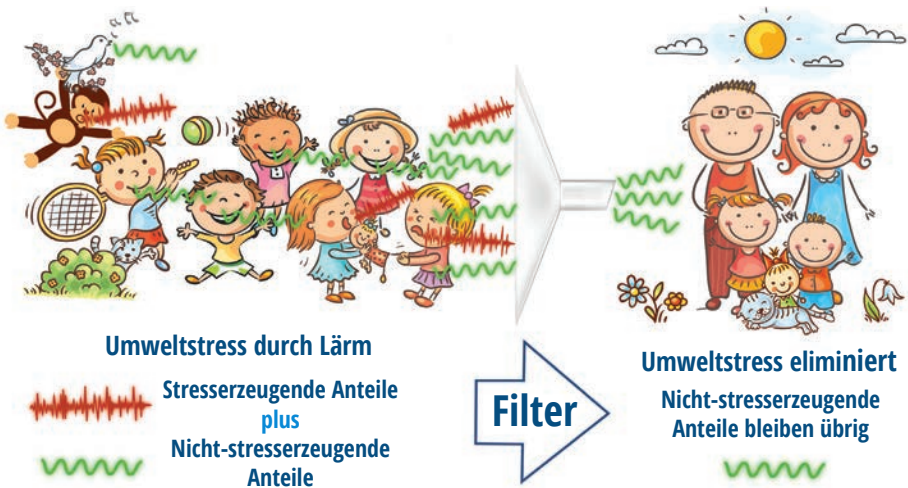 Umweltstress durch Lärm
Stresserzeugende Anteile
plus
Nicht-stresserzeugende
Anteile
Filter
Umweltstress eliminiert
Nicht-stresserzeugende
Anteile bleiben übrig